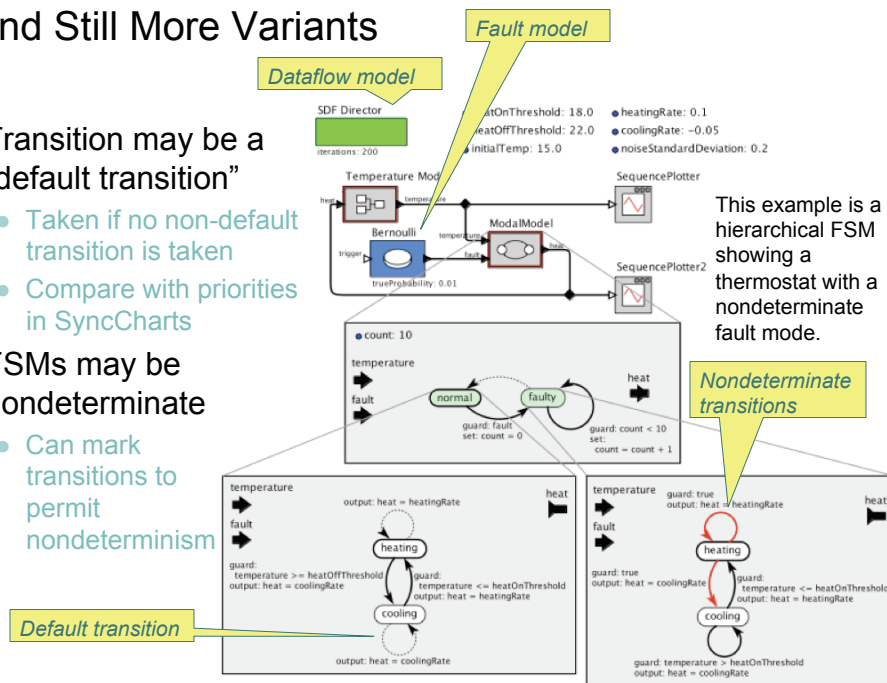 nd Still More Variants
Fault model
Dataflow model
SDF Director
iterations: 200
eatOnThreshold: 18.0
heatingRate: 0.1
eatOffThreshold: 22.0
coolingRate: -0.05
initialTemp: 15.0
noiseStandardDeviation: 0.2
Transition may be a
default transition”
Taken if no non-default
transition is taken
Compare with priorities
in SyncCharts
FSMs may be
nondeterminate
Can mark
transitions to
permit
nondeterminism
Temperature Mod
heat
temperature
Bernoulli
trigger
trueProbability: 0.01
temperature
fault
ModalModel
heat
SequencePlotter
SequencePlotter2
This example is a
hierarchical FSM
showing a
thermostat with a
nondeterminate
fault mode.
count: 10
temperature
fault
normal
faulty
heat
guard: fault
set: count = 0
guard: count < 10
set:
count = count + 1
Nondeterminate
transitions
temperature
fault
output: heat = heatingRate
heat
heating
guard:
temperature >= heatOffThreshold
output: heat = coolingRate
guard:
temperature <= heatOnThreshold
output: heat = heatingRate
cooling
output: heat = coolingRate
Default transition
temperature
fault
guard: true
output: heat = heatingRate
heat
heating
guard: true
output: heat = coolingRate
guard:
temperature <= heatOnThreshold
output: heat = heatingRate
cooling
guard: temperature > heatOnThreshold
output: heat = coolingRate